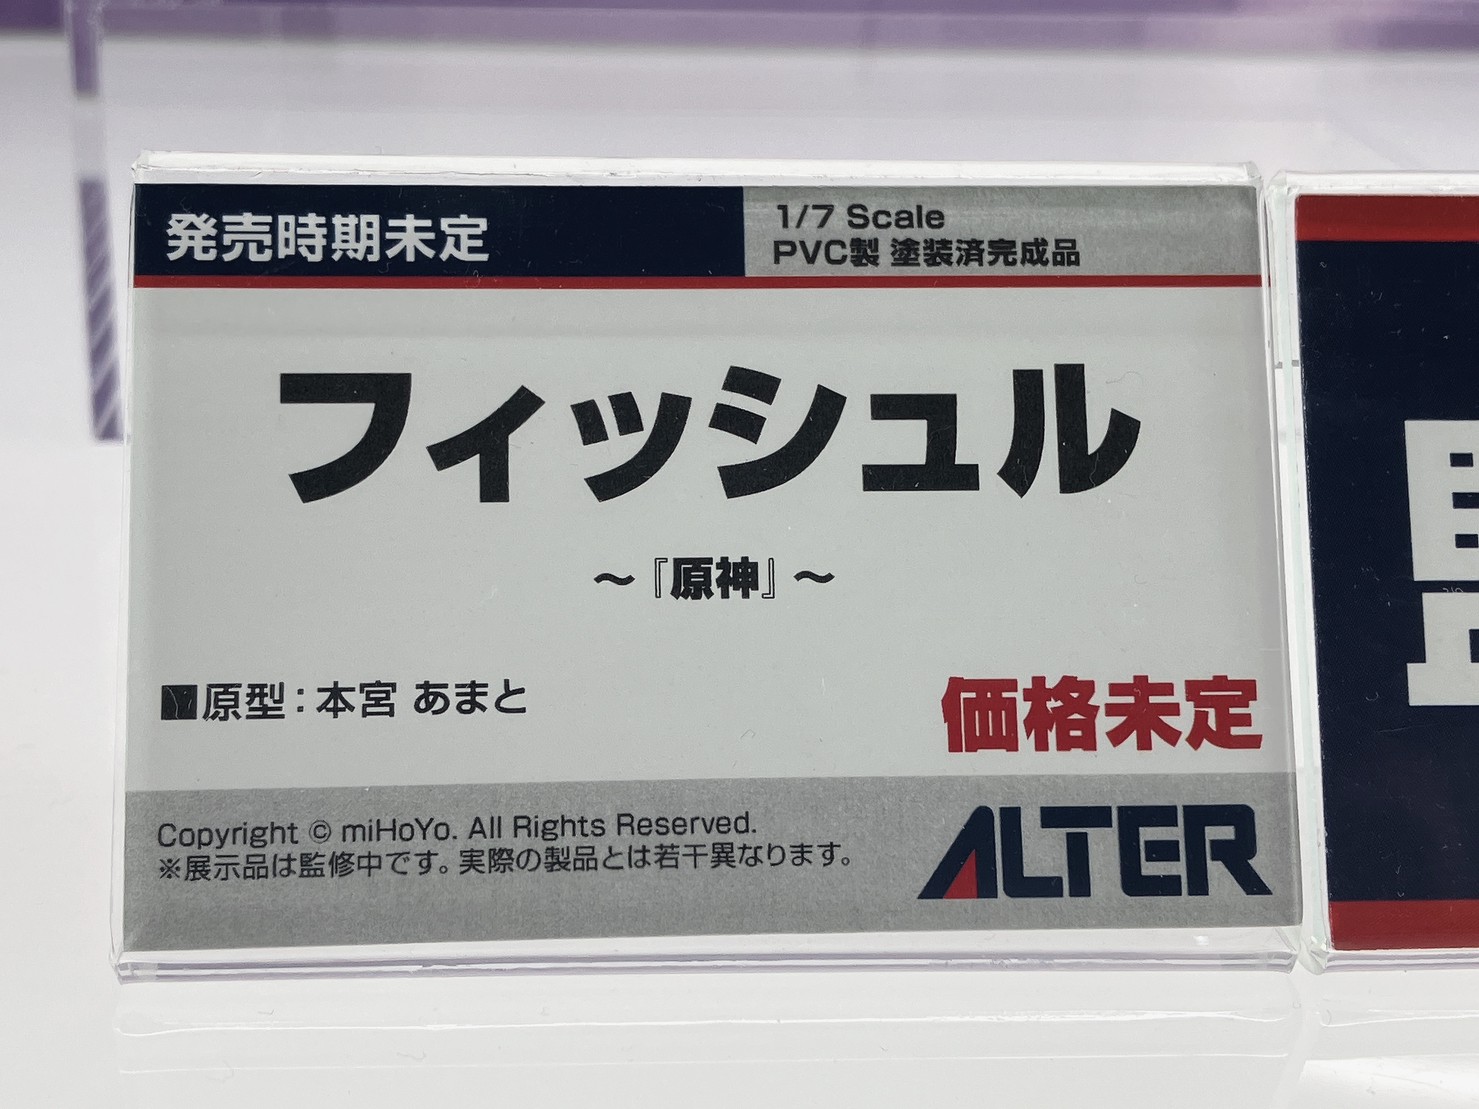 発売時期未定
1/7 Scale
PVC製 塗装済完成品
フィッシュル
～『原神』～
■原型：本宮 あまと
価格未定
Copyright © miHoYo. All Rights Reserved.
※展示品は監修中です。実際の製品とは若干異なります。
ALTER